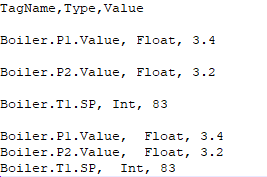 TagName,Type,Value
Boiler.P1.Value, Float, 3.4
Boiler.P2.Value, Float, 3.2
Boiler.T1.SP, Int, 83
Boiler.P1.Value,  Float, 3.4
Boiler.P2.Value,  Float, 3.2
Boiler.T1.SP,  Int, 83